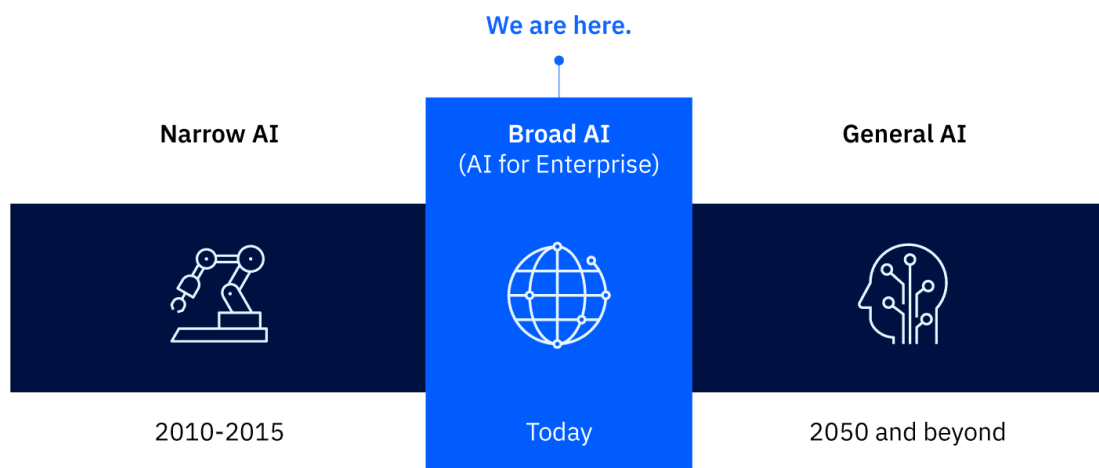 We are here.
Narrow AI
Broad AI
(AI for Enterprise)
General AI
2010-2015
Today
2050 and beyond